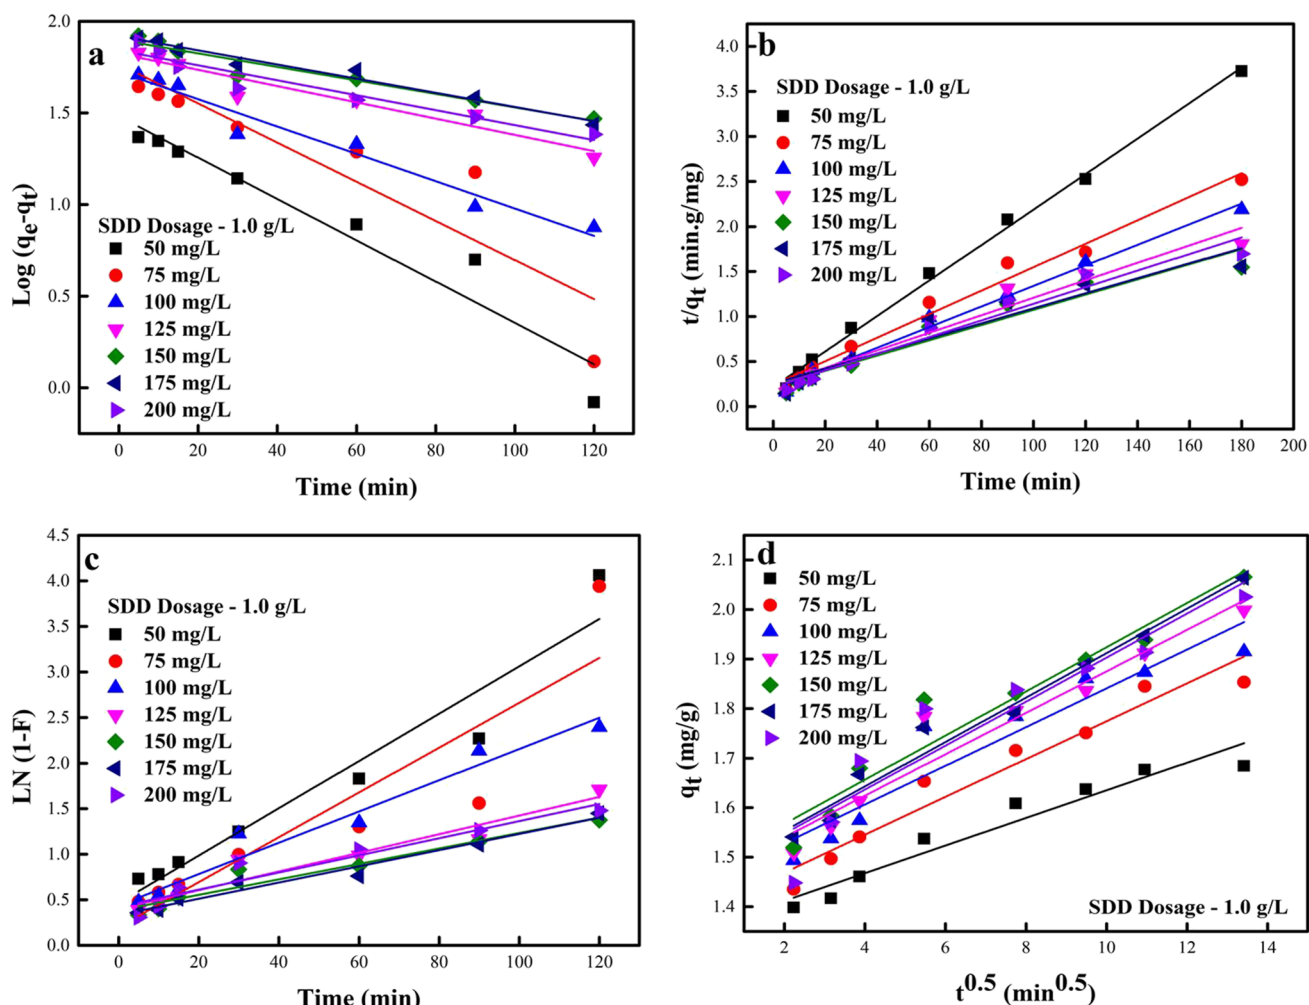 a
Log (qe-qt)
2.0
1.5
1.0
0.5
0.0
SDD Dosage - 1.0 g/L
50 mg/L
75 mg/L
100 mg/L
125 mg/L
150 mg/L
175 mg/L
200 mg/L
0 20 40 60 80 100 120
Time (min)
b
t/qt (min.g/mg)
4.0
3.5
3.0
2.5
2.0
1.5
1.0
0.5
0.0
SDD Dosage - 1.0 g/L
50 mg/L
75 mg/L
100 mg/L
125 mg/L
150 mg/L
175 mg/L
200 mg/L
0 20 40 60 80 100 120 140 160 180 200
Time (min)
c
LN (1-F)
4.5
4.0
3.5
3.0
2.5
2.0
1.5
1.0
0.5
0.0
SDD Dosage - 1.0 g/L
50 mg/L
75 mg/L
100 mg/L
125 mg/L
150 mg/L
175 mg/L
200 mg/L
0 20 40 60 80 100 120
Time (min)
d
qt (mg/g)
2.1
2.0
1.9
1.8
1.7
1.6
1.5
1.4
50 mg/L
75 mg/L
100 mg/L
125 mg/L
150 mg/L
175 mg/L
200 mg/L
SDD Dosage - 1.0 g/L
2 4 6 8 10 12 14
t^0.5 (min^0.5)